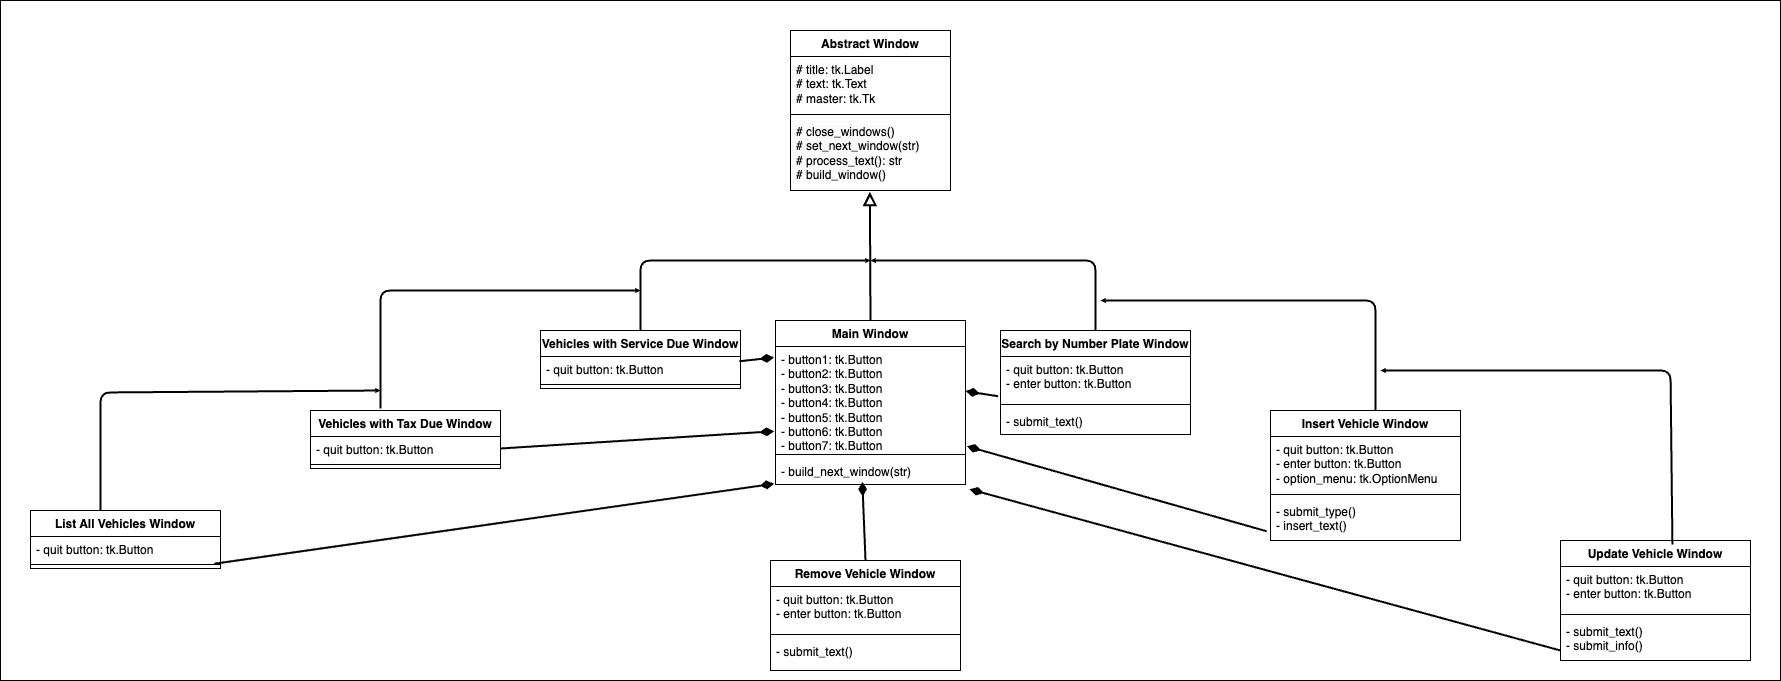 Abstract Window
# title: tk.Label
# text: tk.Text
# master: tk.Tk
# close_windows()
# set_next_window(str)
# process_text(): str
# build_window()
Vehicles with Service Due Window
- quit button: tk.Button
Main Window
- button1: tk.Button
- button2: tk.Button
- button3: tk.Button
- button4: tk.Button
- button5: tk.Button
- button6: tk.Button
- button7: tk.Button
- build_next_window(str)
Search by Number Plate Window
- quit button: tk.Button
- enter button: tk.Button
- submit_text()
Vehicles with Tax Due Window
- quit button: tk.Button
Insert Vehicle Window
- quit button: tk.Button
- enter button: tk.Button
- option_menu: tk.OptionMenu
- submit_type()
- insert_text()
List All Vehicles Window
- quit button: tk.Button
Remove Vehicle Window
- quit button: tk.Button
- enter button: tk.Button
- submit_text()
Update Vehicle Window
- quit button: tk.Button
- enter button: tk.Button
- submit_text()
- submit_info()